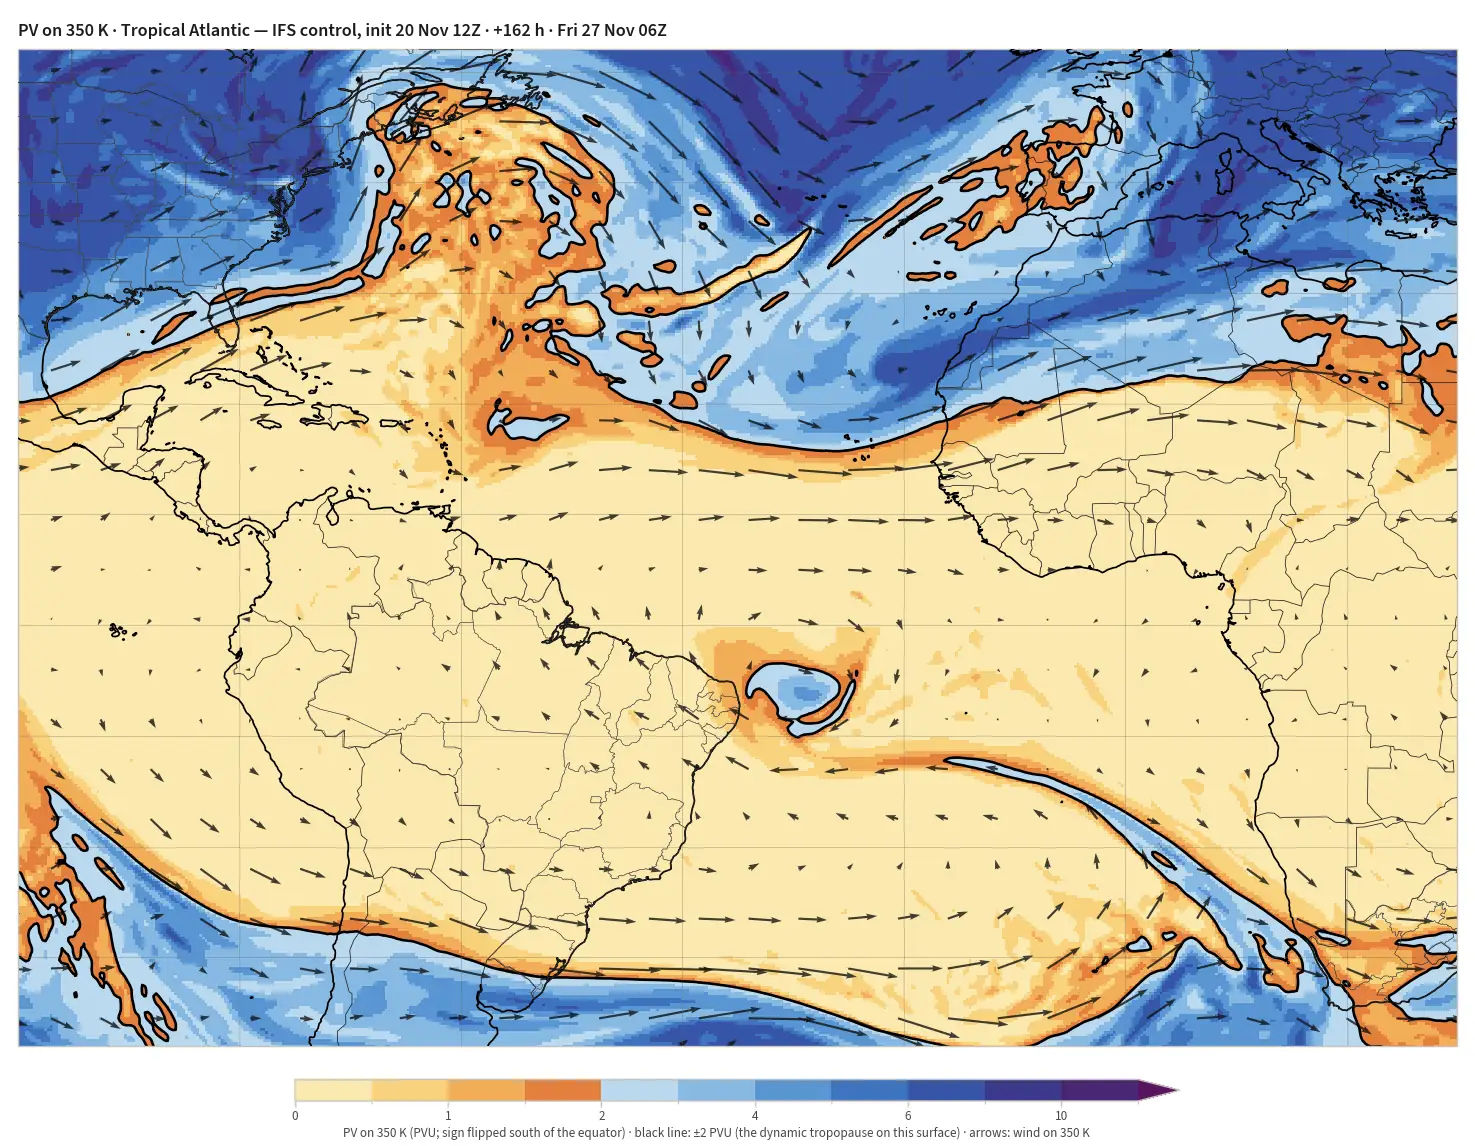 PV on 350 K · Tropical Atlantic — IFS control, init 20 Nov 12Z · +162 h · Fri 27 Nov 06Z
0 1 2 4 6 10
PV on 350 K (PVU; sign flipped south of the equator) · black line: ±2 PVU (the dynamic tropopause on this surface) · arrows: wind on 350 K